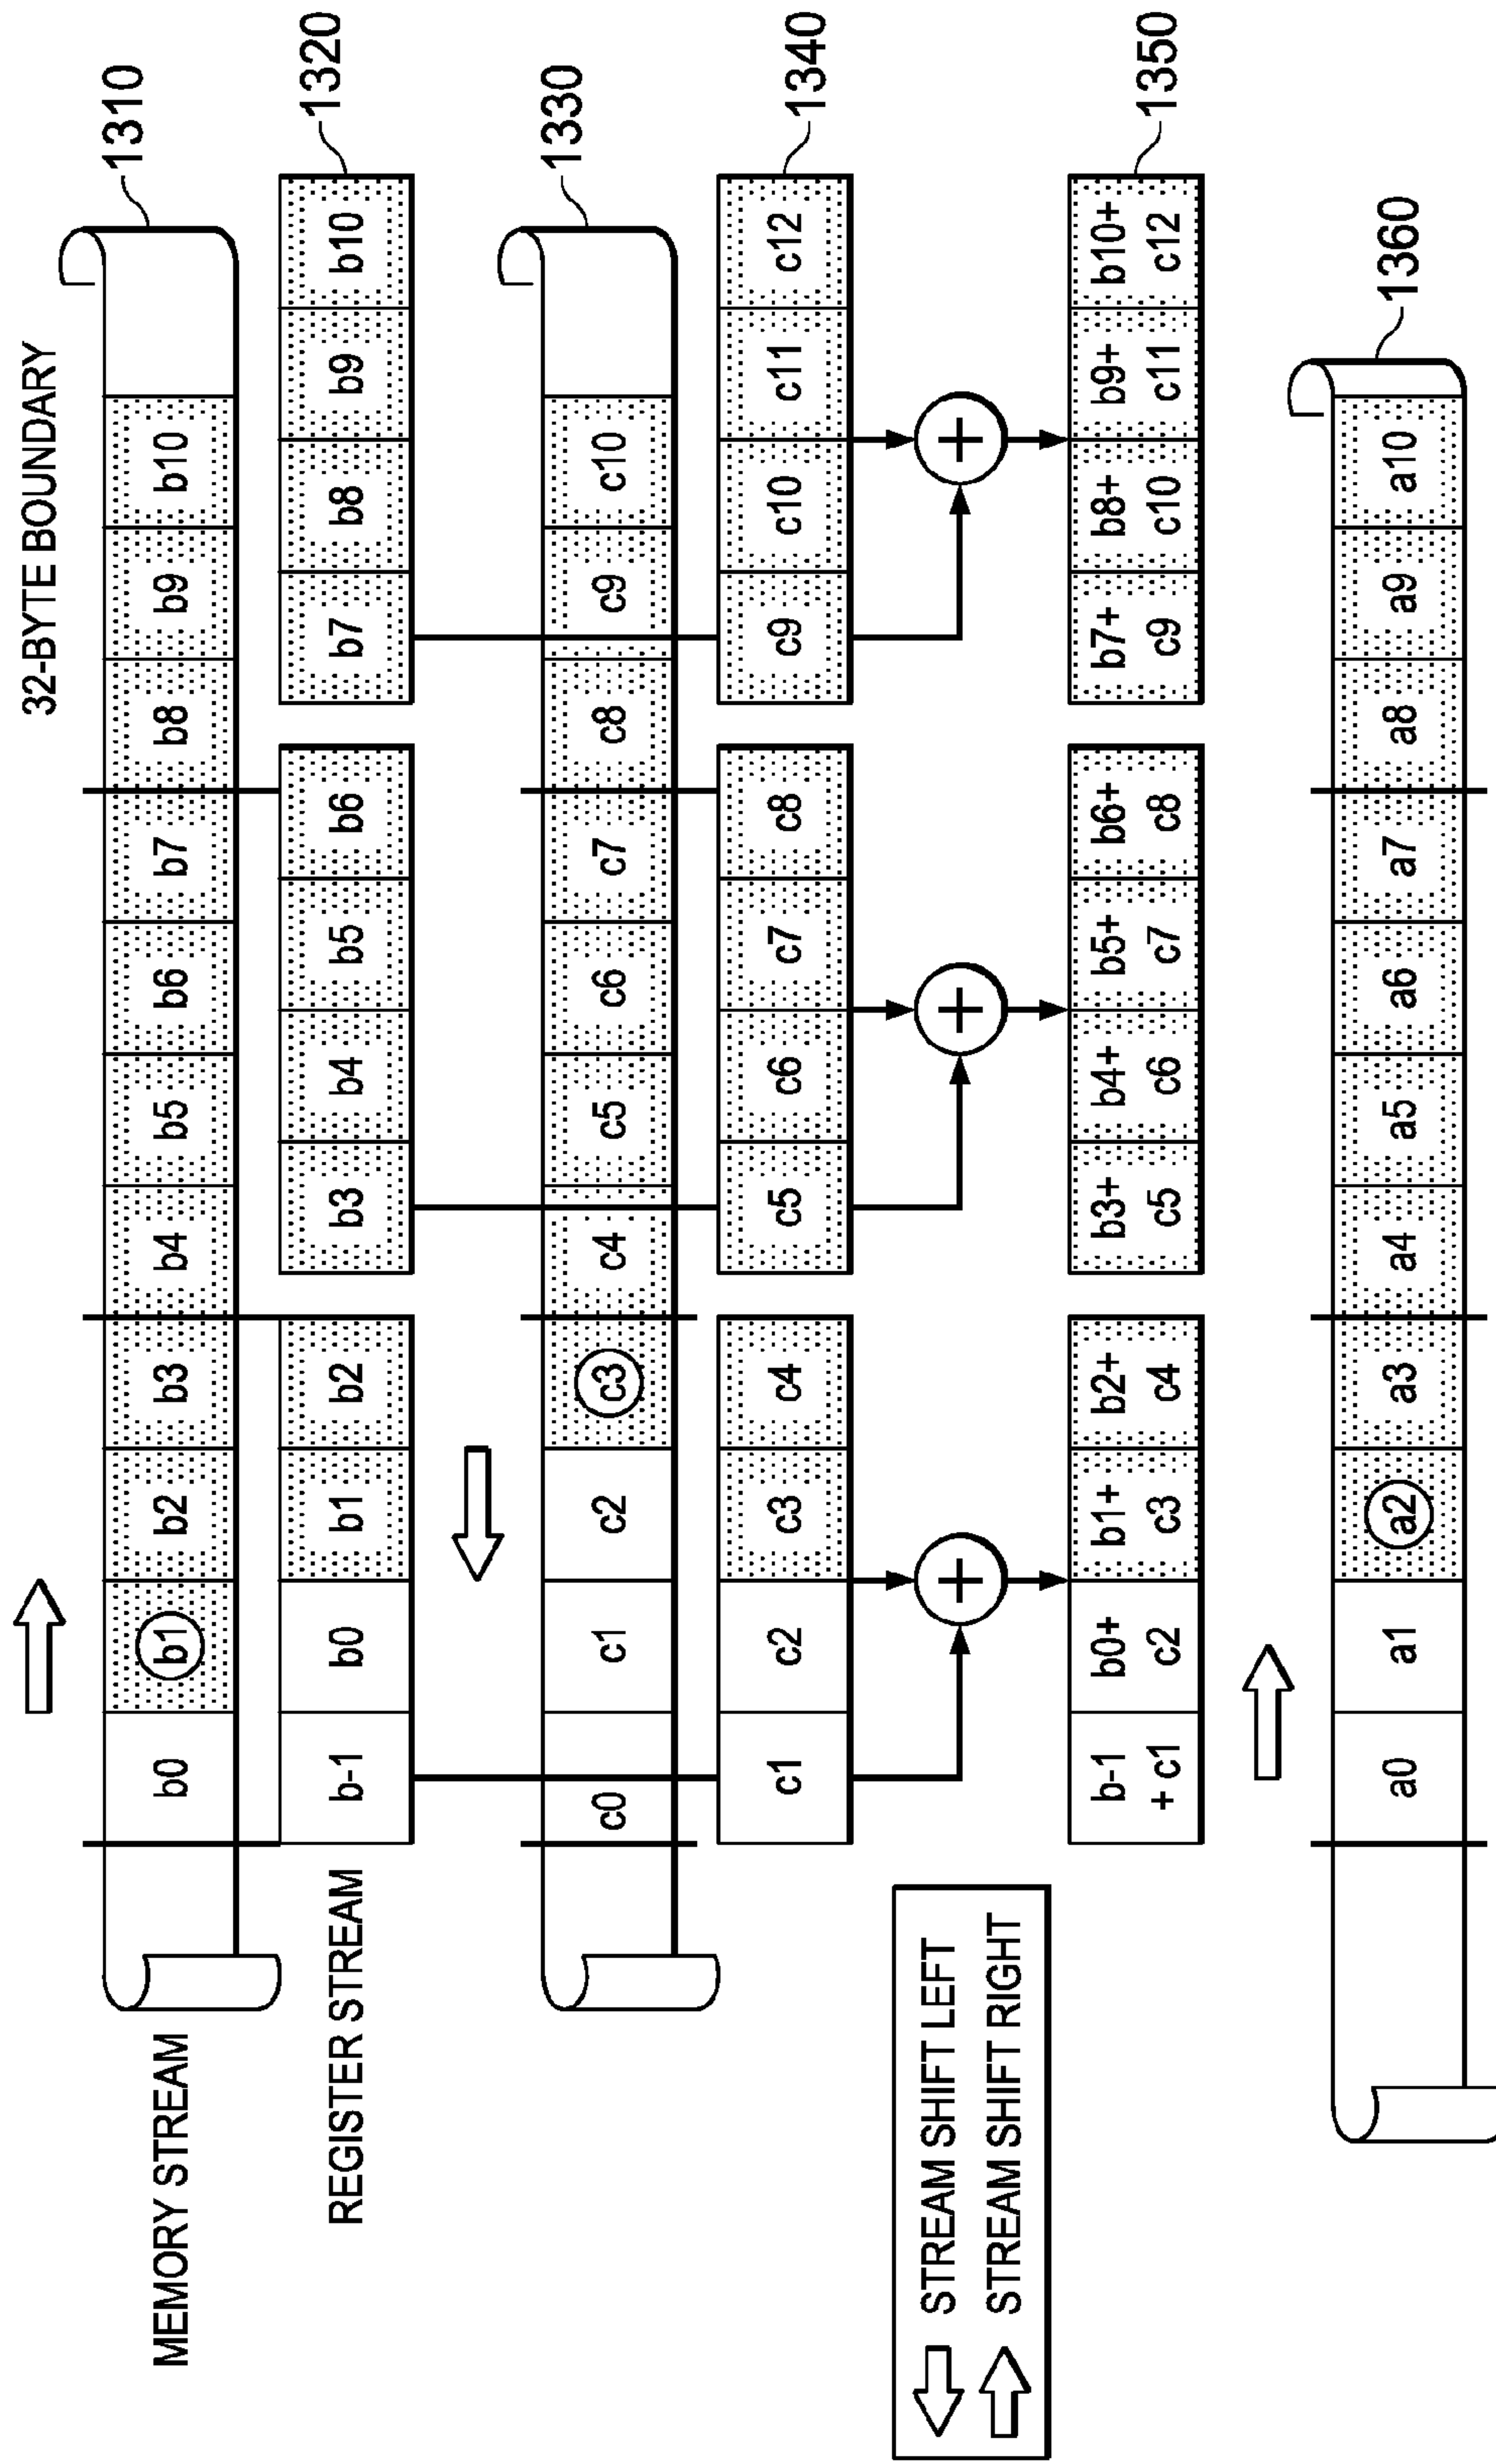 32-BYTE BOUNDARY
MEMORY STREAM
b0 b1 b2 b3 b4 b5 b6 b7 b8 b9 b10
1310
REGISTER STREAM
b-1 b0 b1 b2 b3 b4 b5 b6 b7 b8 b9 b10
1320
c0 c1 c2 c3 c4 c5 c6 c7 c8 c9 c10
1330
c1 c2 c3 c4 c5 c6 c7 c8 c9 c10 c11 c12
1340
+ + +
STREAM SHIFT LEFT
STREAM SHIFT RIGHT
b-1 b0+ b1+ b2+ b3+ b4+ b5+ b6+ b7+ b8+ b9+ b10+
+ c1 c2 c3 c4 c5 c6 c7 c8 c9 c10 c11 c12
1350
a0 a1 a2 a3 a4 a5 a6 a7 a8 a9 a10
1360